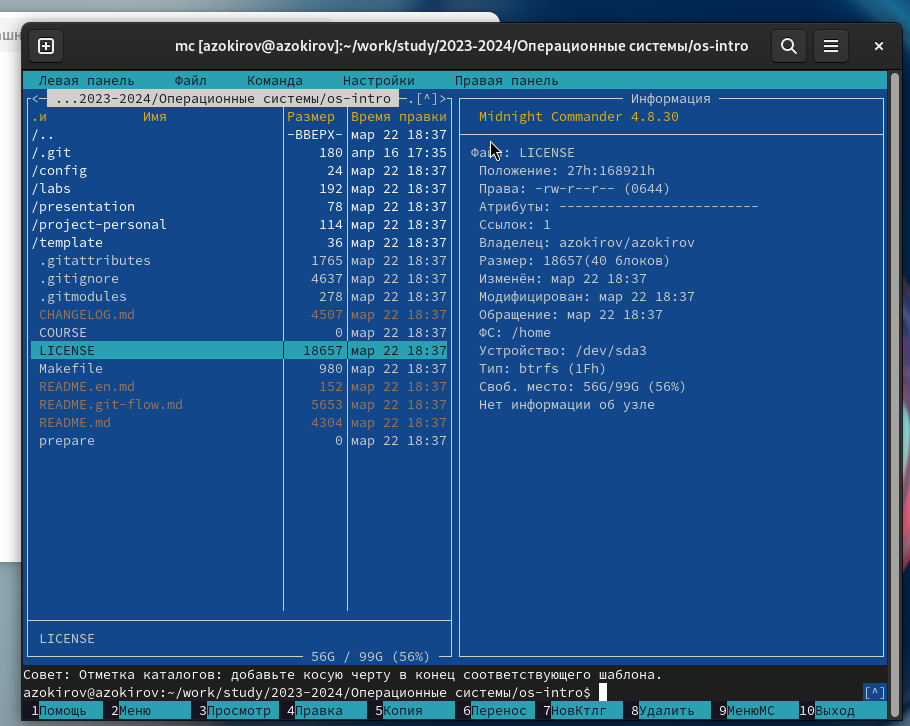 ашн
mc [azokirov@azokirov]:~/work/study/2023-2024/Операционные системы/os-intro
Левая панель Файл Команда Настройки Правая панель
<─ ...2023-2024/Операционные системы/os-intro ─.[^]>
.и Имя Размер Время правки
/.. -ВВЕРХ- мар 22 18:37
/.git 180 апр 16 17:35
/config 24 мар 22 18:37
/labs 192 мар 22 18:37
/presentation 78 мар 22 18:37
/project-personal 114 мар 22 18:37
/template 36 мар 22 18:37
.gitattributes 1765 мар 22 18:37
.gitignore 4637 мар 22 18:37
.gitmodules 278 мар 22 18:37
CHANGELOG.md 4507 мар 22 18:37
COURSE 0 мар 22 18:37
LICENSE 18657 мар 22 18:37
Makefile 980 мар 22 18:37
README.en.md 152 мар 22 18:37
README.git-flow.md 5653 мар 22 18:37
README.md 4304 мар 22 18:37
prepare 0 мар 22 18:37
LICENSE
56G / 99G (56%)
Информация
Midnight Commander 4.8.30
Файл: LICENSE
Положение: 27h:168921h
Права: -rw-r--r-- (0644)
Атрибуты: -------------------------
Ссылок: 1
Владелец: azokirov/azokirov
Размер: 18657(40 блоков)
Изменён: мар 22 18:37
Модифицирован: мар 22 18:37
Обращение: мар 22 18:37
ФС: /home
Устройство: /dev/sda3
Тип: btrfs (1Fh)
Своб. место: 56G/99G (56%)
Нет информации об узле
Совет: Отметка каталогов: добавьте косую черту в конец соответствующего шаблона.
azokirov@azokirov:~/work/study/2023-2024/Операционные системы/os-intro$ [^]
1Помощь 2Меню 3Просмотр 4Правка 5Копия 6Перенос 7НовКтлг 8Удалить 9МенюMC 10Выход